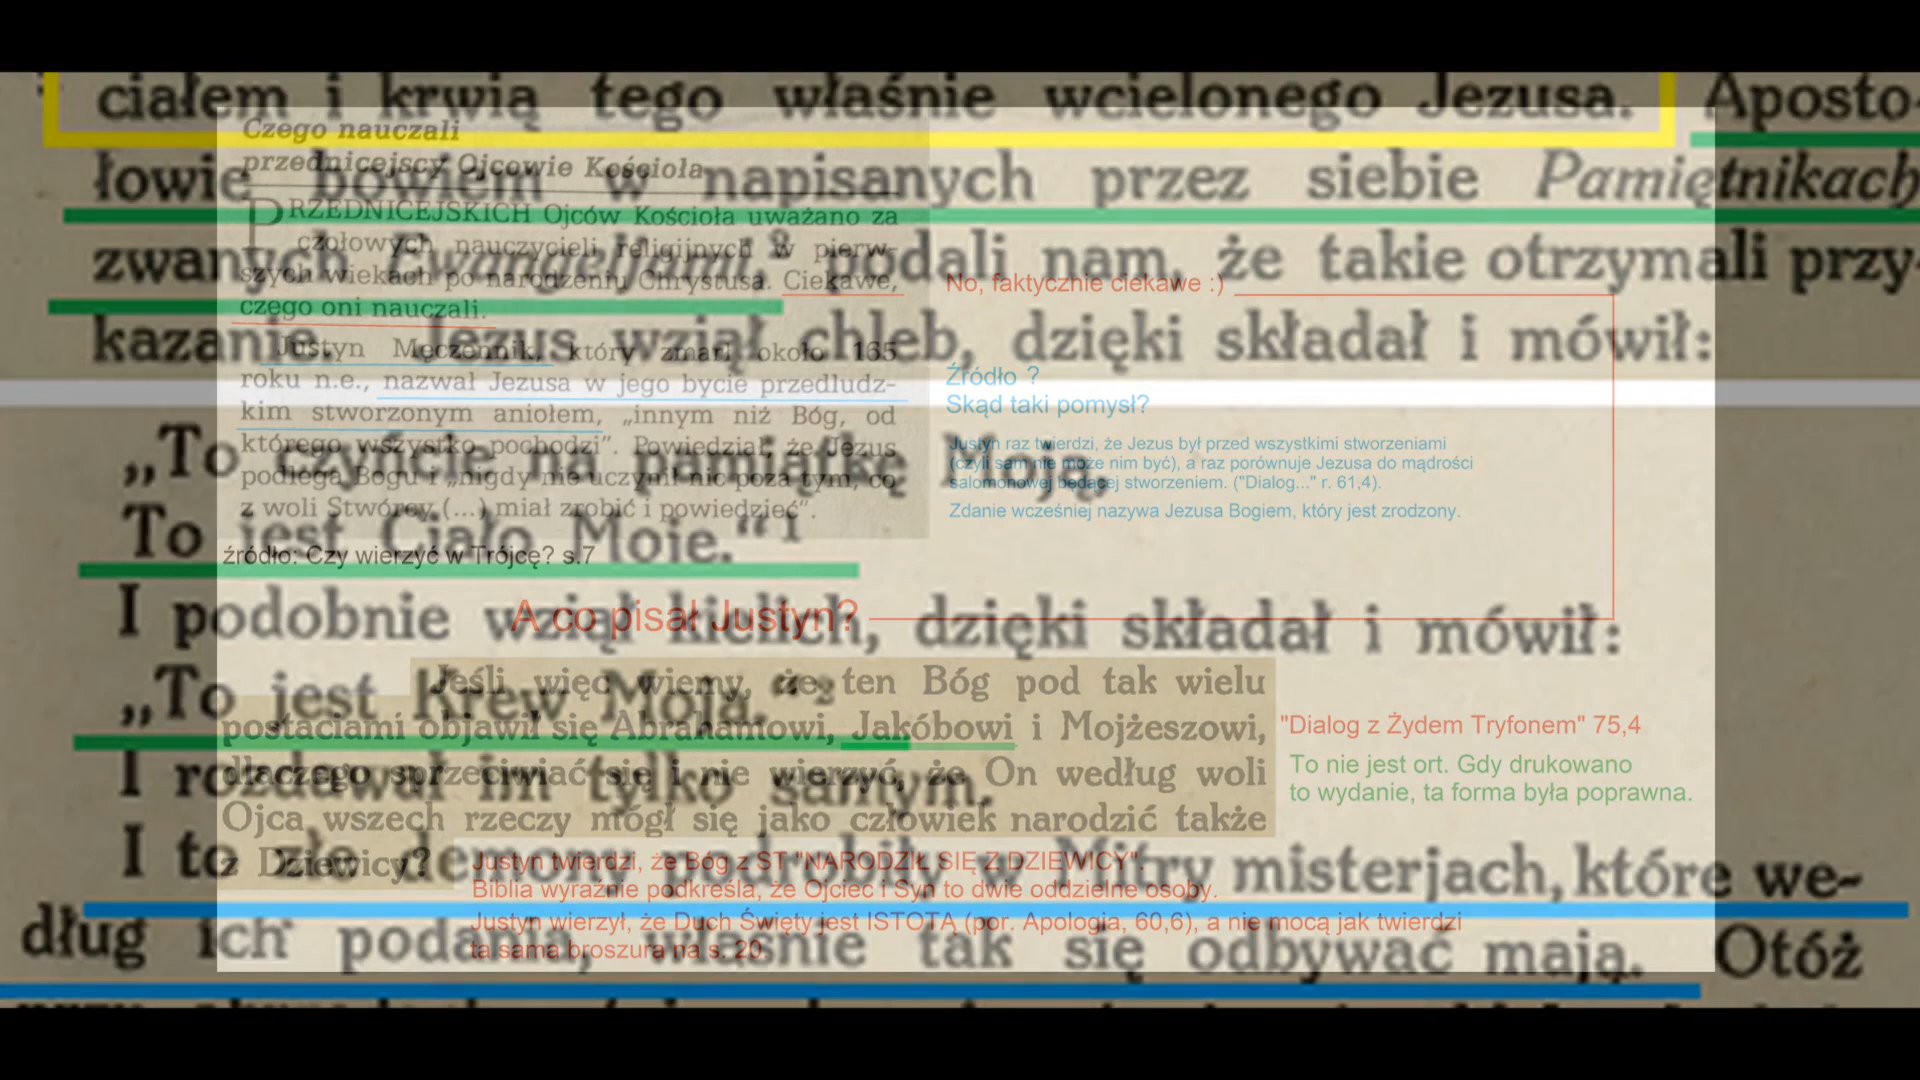 ciałem i krwią tego właśnie wcielonego Jezusa. Aposto-
łowie bowiem w napisanych przez siebie Pamiętnikach
zwanych podali nam, że takie otrzymali przy-
kazanie. Jezus wziął chleb, dzięki składał i mówił:
„To czyńcie na pamiątkę Moją,
To jest Ciało Moje.“ 1
I podobnie wziął kielich, dzięki składał i mówił:
„To jest Krew Moja.“ 2
I rozdawał im tylko samym.
I to złe demony podrobiły w Mitry misterjach, które we-
dług ich podania, właśnie tak się odbywać mają. Otóż
Czego nauczali
przednicejscy Ojcowie Kościoła
PRZEDNICEJSKICH Ojców Kościoła uważano za
czołowych nauczycieli religijnych w pierw-
szych wiekach po narodzeniu Chrystusa. Ciekawe,
czego oni nauczali.
Justyn Męczennik, który zmarł około 165
roku n.e., nazwał Jezusa w jego bycie przedludz-
kim stworzonym aniołem, „innym niż Bóg, od
którego wszystko pochodzi”. Powiedział, że Jezus
podlega Bogu i „nigdy nie uczynił nic poza tym, co
z woli Stwórcy (...) miał zrobić i powiedzieć”.
źródło: Czy wierzyć w Trójcę? s.7
No, faktycznie ciekawe :)
Źródło ?
Skąd taki pomysł?
Justyn raz twierdzi, że Jezus był przed wszystkimi stworzeniami
(czyli sam nie może nim być), a raz porównuje Jezusa do mądrości
salomonowej będącej stworzeniem. ("Dialog..." r. 61,4).
Zdanie wcześniej nazywa Jezusa Bogiem, który jest zrodzony.
A co pisał Justyn?
Jeśli więc wiemy, że ten Bóg pod tak wielu
postaciami objawił się Abrahamowi, Jakóbowi i Mojżeszowi,
dlaczego sprzeciwiać się i nie wierzyć, że On według woli
Ojca wszech rzeczy mógł się jako człowiek narodzić także
z Dziewicy?
"Dialog z Żydem Tryfonem" 75,4
To nie jest ort. Gdy drukowano
to wydanie, ta forma była poprawna.
Justyn twierdzi, że Bóg z ST "NARODZIŁ SIĘ Z DZIEWICY".
Biblia wyraźnie podkreśla, że Ojciec i Syn to dwie oddzielne osoby.
Justyn wierzył, że Duch Święty jest ISTOTĄ (por. Apologia, 60,6), a nie mocą jak twierdzi
ta sama broszura na s. 20.